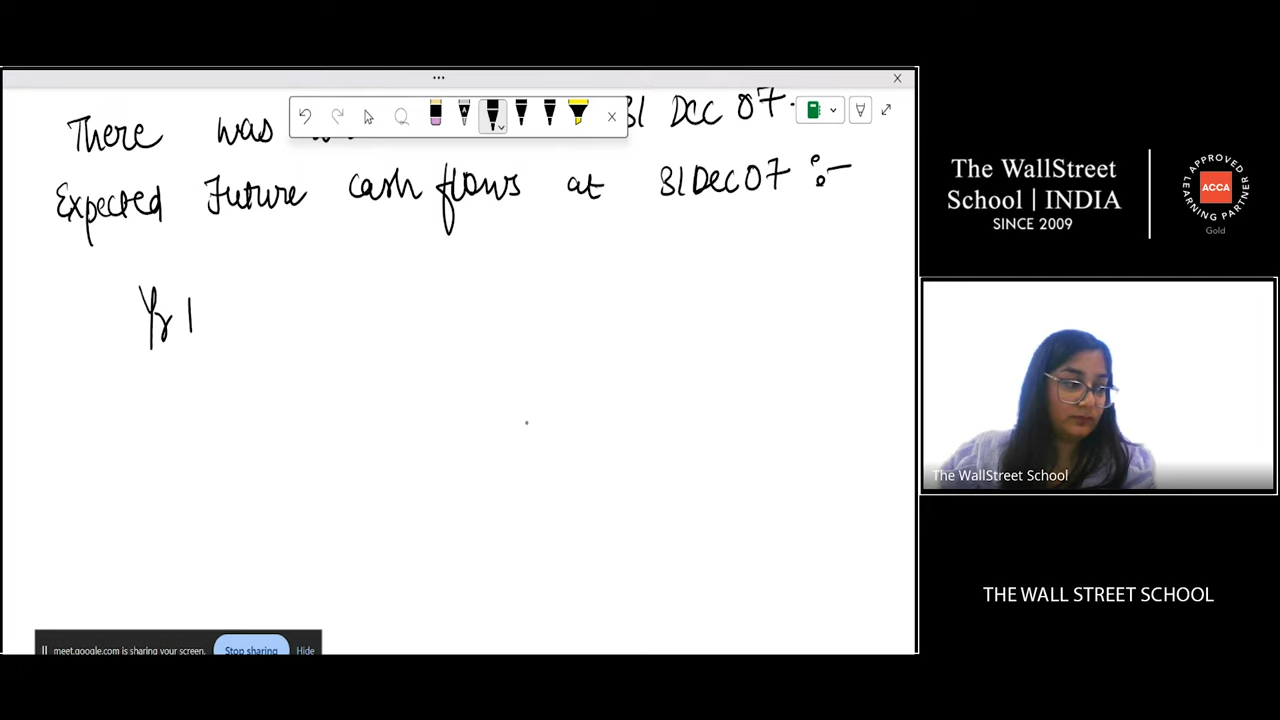 There was 31 Dec 07.
Expected Future cash flows at 31 Dec 07 :-
Yr 1
meet.google.com is sharing your screen. Stop sharing Hide
The WallStreet
School | INDIA
SINCE 2009
APPROVED
ACCA
LEARNING PARTNER
Gold
The WallStreet School
THE WALL STREET SCHOOL